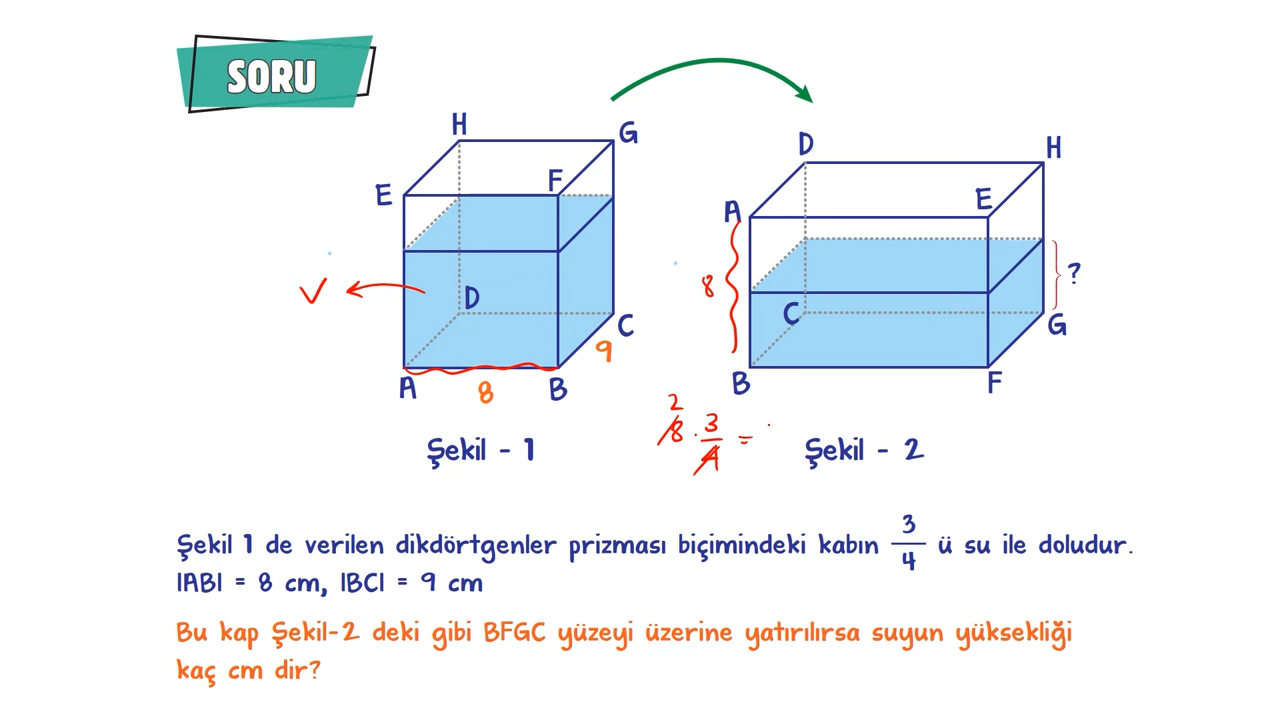 SORU
H
G
E
F
V
D
C
9
A
B
8
Şekil - 1
D
H
A
E
8
?
C
G
B
F
Şekil - 2
2
8 . 3/4 =
Şekil 1 de verilen dikdörtgenler prizması biçimindeki kabın 3/4 ü su ile doludur.
|AB| = 8 cm, |BC| = 9 cm
Bu kap Şekil-2 deki gibi BFGC yüzeyi üzerine yatırılırsa suyun yüksekliği
kaç cm dir?